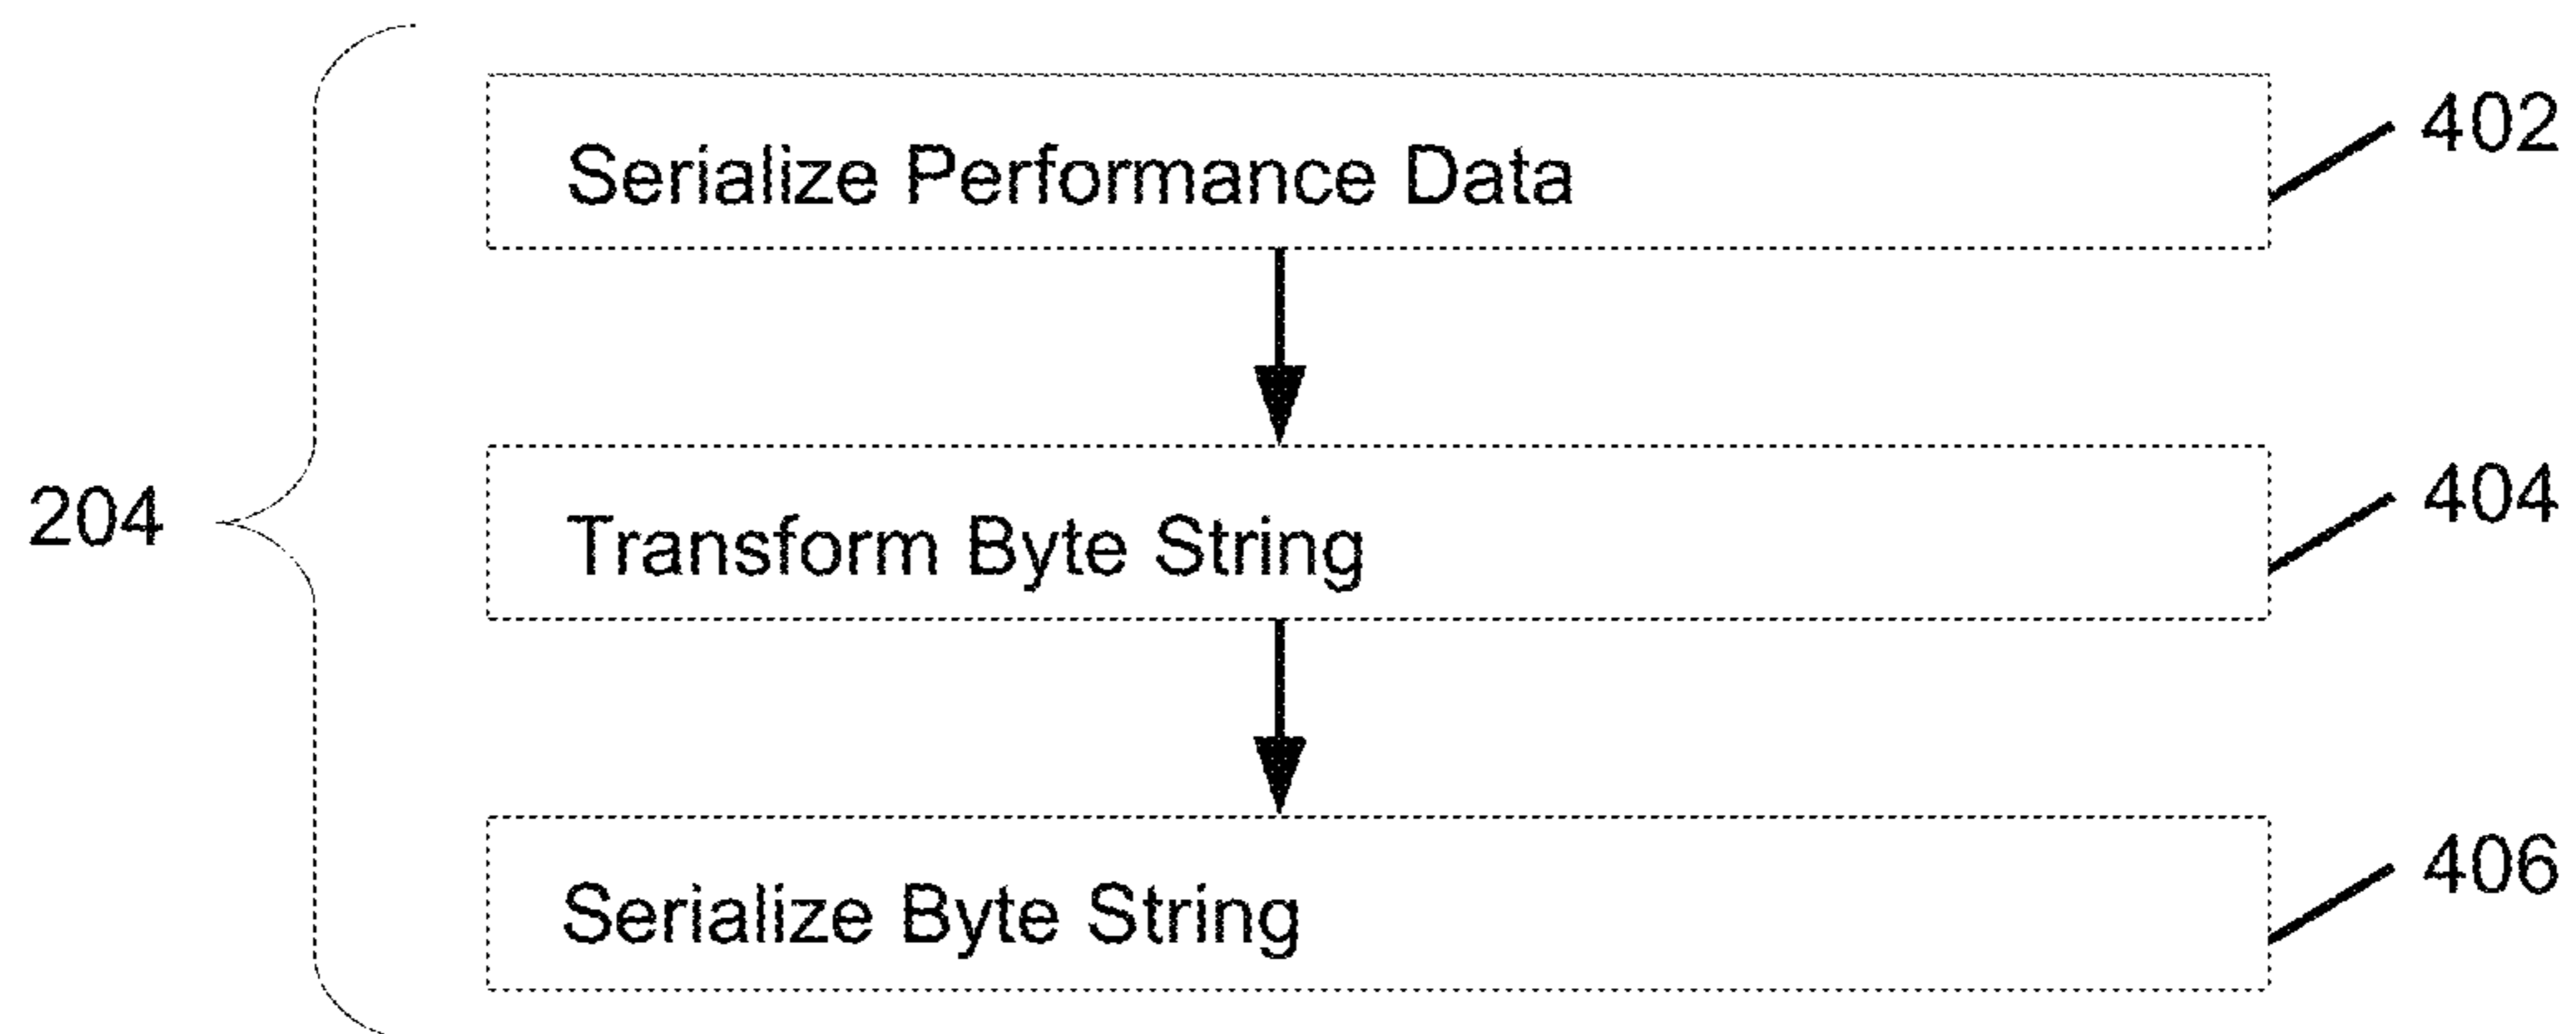 402
Serialize Performance Data
404
204
Transform Byte String
406
Serialize Byte String